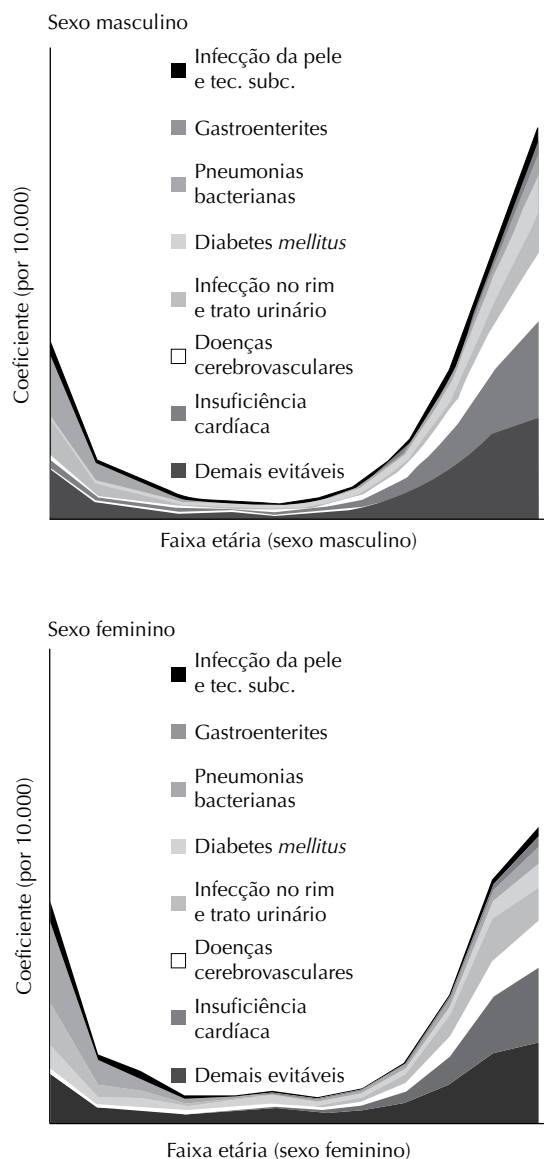 Sexo masculino
Coeficiente (por 10.000)
Infecção da pele
e tec. subc.
Gastroenterites
Pneumonias
bacterianas
Diabetes mellitus
Infecção no rim
e trato urinário
Doenças
cerebrovasculares
Insuficiência
cardíaca
Demais evitáveis
Faixa etária (sexo masculino)
Sexo feminino
Coeficiente (por 10.000)
Infecção da pele
e tec. subc.
Gastroenterites
Pneumonias
bacterianas
Diabetes mellitus
Infecção no rim
e trato urinário
Doenças
cerebrovasculares
Insuficiência
cardíaca
Demais evitáveis
Faixa etária (sexo feminino)